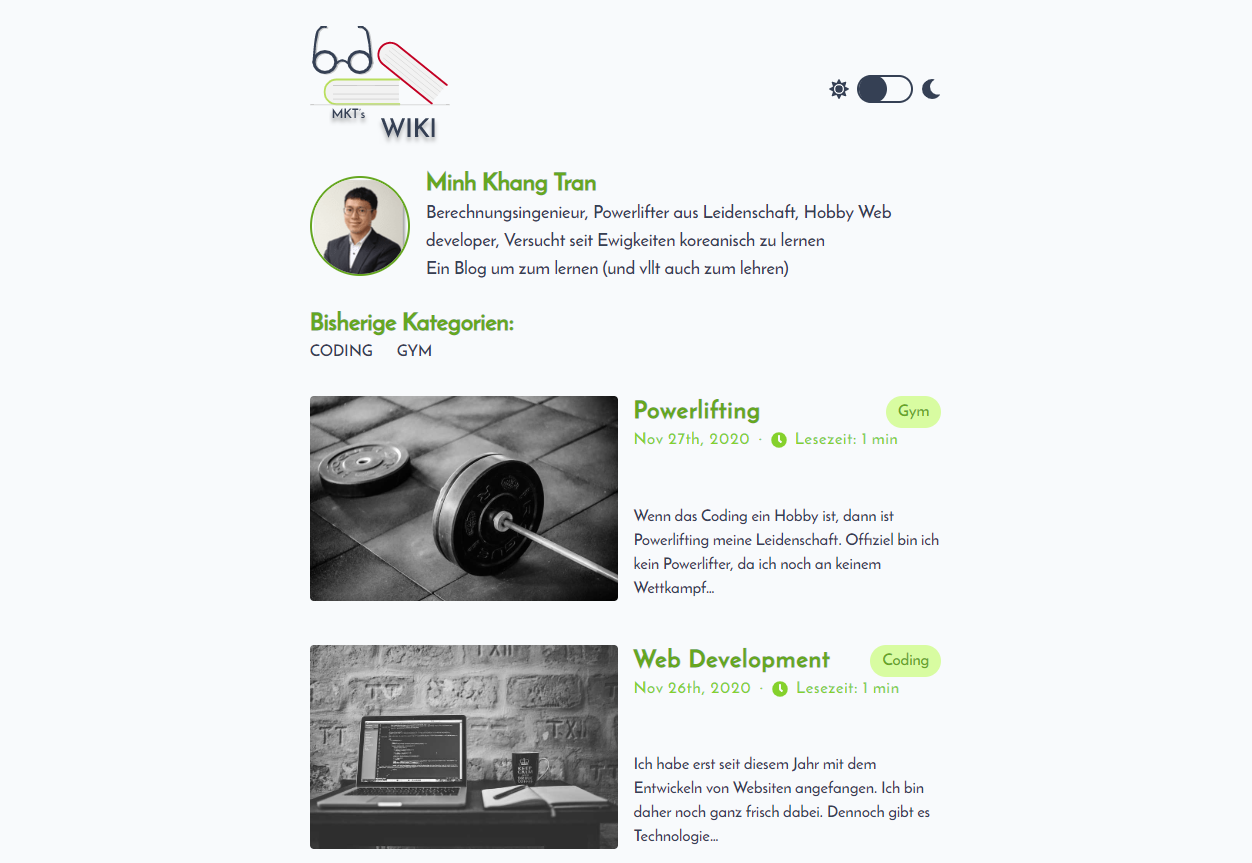 MKT's
WIKI
Minh Khang Tran
Berechnungsingenieur, Powerlifter aus Leidenschaft, Hobby Web
developer, Versucht seit Ewigkeiten koreanisch zu lernen
Ein Blog um zum lernen (und vllt auch zum lehren)
Bisherige Kategorien:
CODING GYM
Powerlifting Gym
Nov 27th, 2020 · Lesezeit: 1 min
Wenn das Coding ein Hobby ist, dann ist
Powerlifting meine Leidenschaft. Offiziel bin ich
kein Powerlifter, da ich noch an keinem
Wettkampf...
Web Development Coding
Nov 26th, 2020 · Lesezeit: 1 min
Ich habe erst seit diesem Jahr mit dem
Entwickeln von Websiten angefangen. Ich bin
daher noch ganz frisch dabei. Dennoch gibt es
Technologie...